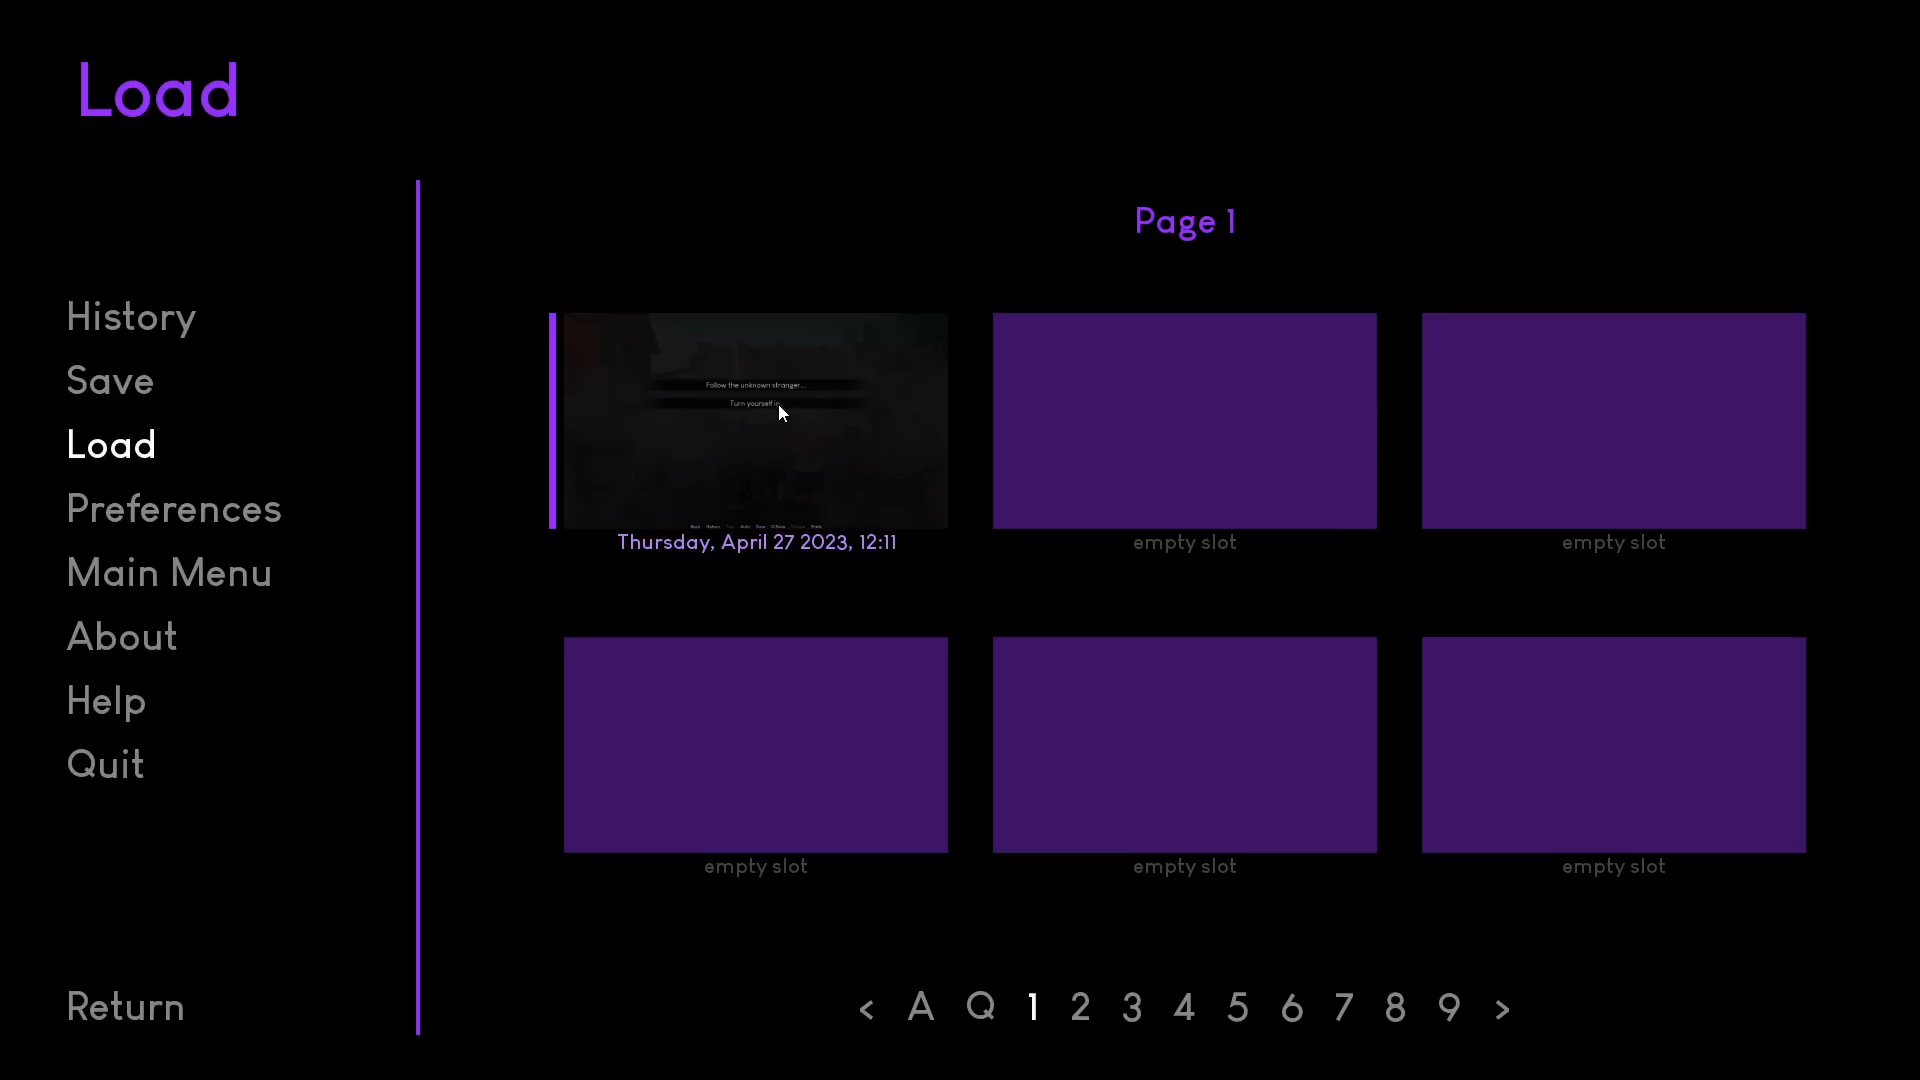 Load
Page 1
History
Save
Load
Preferences
Main Menu
About
Help
Quit
Return
Follow the unknown stranger...
Turn yourself in.
Thursday, April 27 2023, 12:11
empty slot
empty slot
empty slot
empty slot
empty slot
< A Q 1 2 3 4 5 6 7 8 9 >